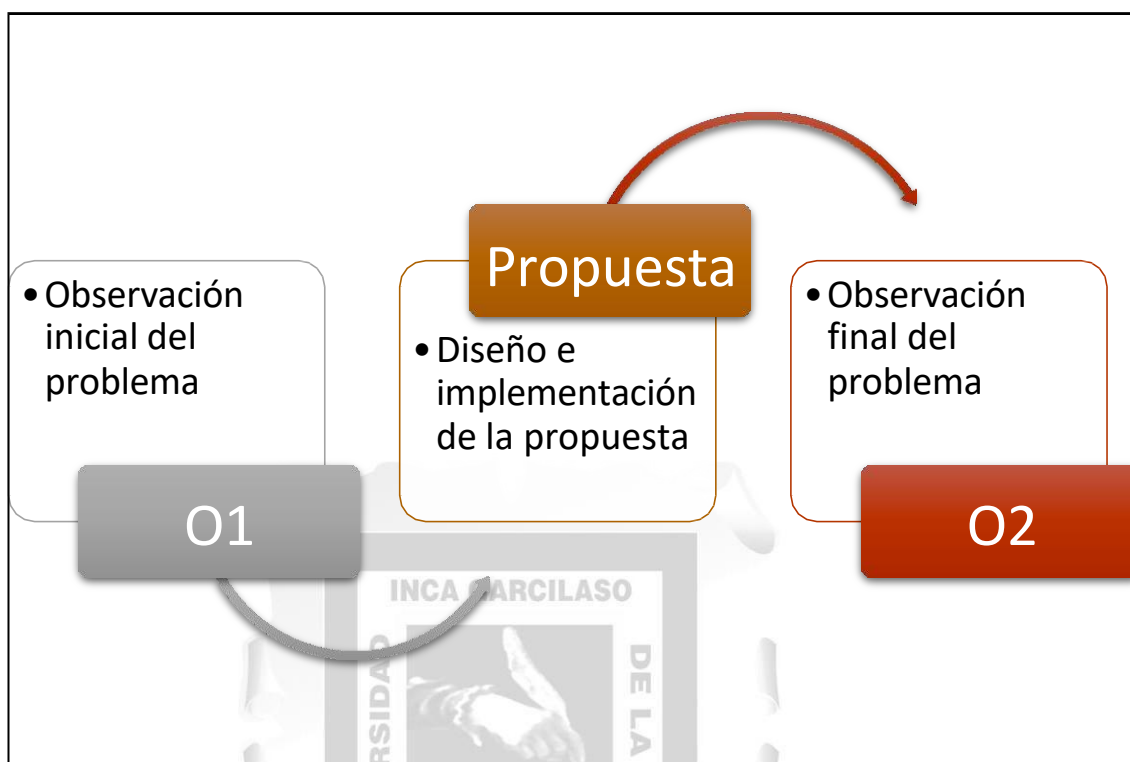 • Observación
inicial del
problema
O1
Propuesta
• Diseño e
implementación
de la propuesta
• Observación
final del
problema
O2
INCA GARCILASO
DE LA